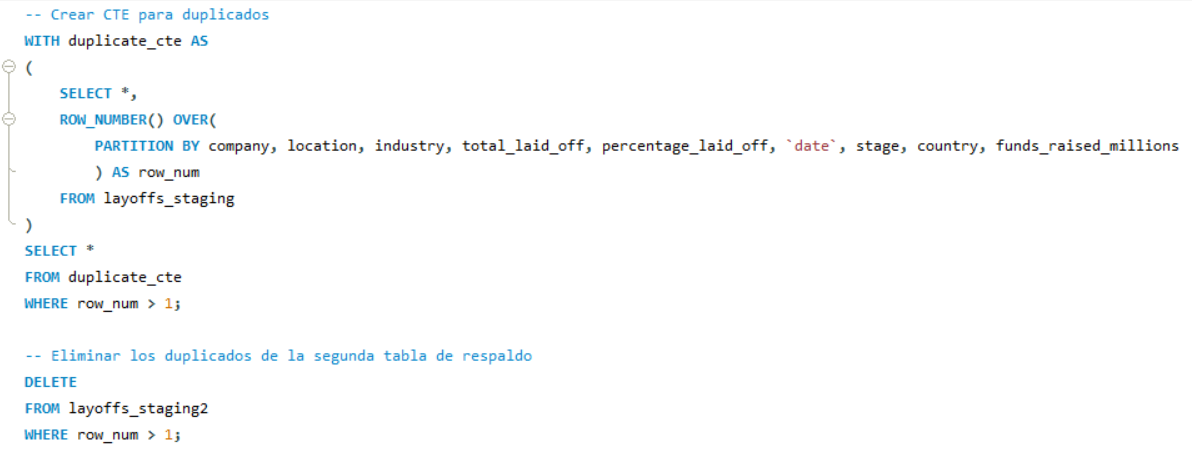 -- Crear CTE para duplicados
WITH duplicate_cte AS
(
SELECT *,
ROW_NUMBER() OVER(
PARTITION BY company, location, industry, total_laid_off, percentage_laid_off, `date`, stage, country, funds_raised_millions
) AS row_num
FROM layoffs_staging
)
SELECT *
FROM duplicate_cte
WHERE row_num > 1;
-- Eliminar los duplicados de la segunda tabla de respaldo
DELETE
FROM layoffs_staging2
WHERE row_num > 1;